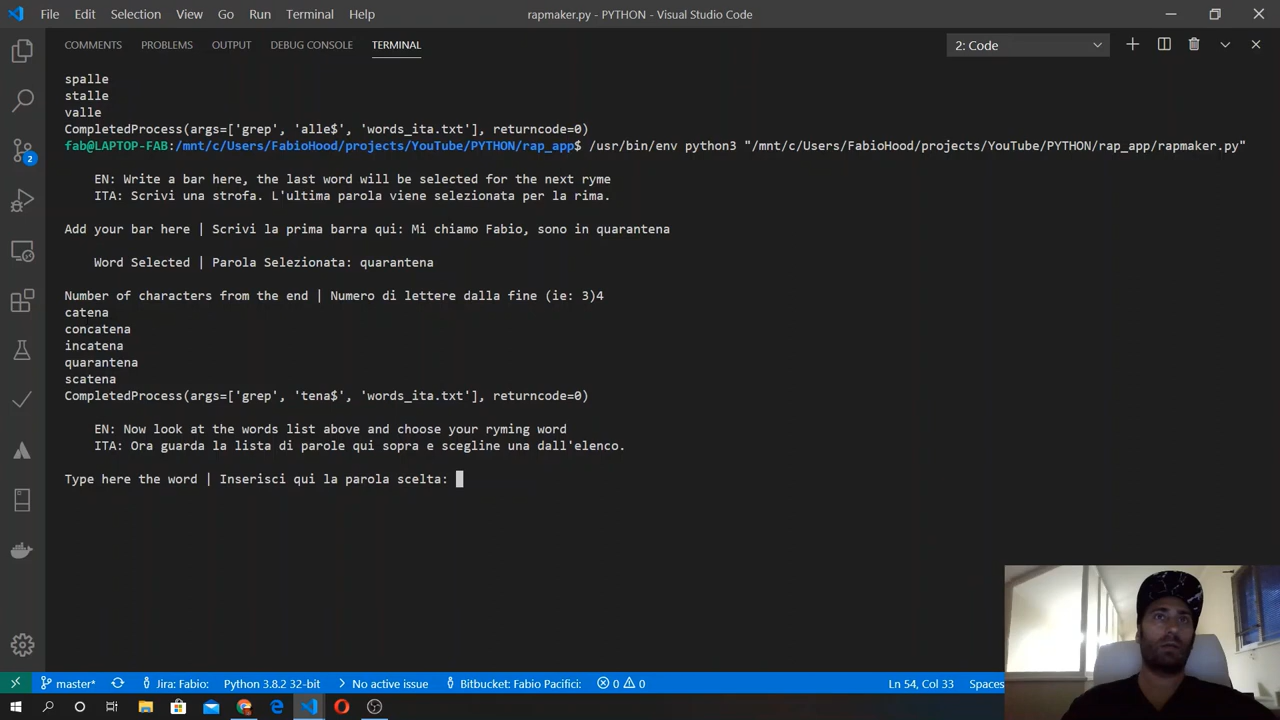 File Edit Selection View Go Run Terminal Help rapmaker.py - PYTHON - Visual Studio Code
COMMENTS PROBLEMS OUTPUT DEBUG CONSOLE TERMINAL 2: Code
spalle
stalle
valle
CompletedProcess(args=['grep', 'alle$', 'words_ita.txt'], returncode=0)
fab@LAPTOP-FAB:/mnt/c/Users/FabioHood/projects/YouTube/PYTHON/rap_app$ /usr/bin/env python3 "/mnt/c/Users/FabioHood/projects/YouTube/PYTHON/rap_app/rapmaker.py"
EN: Write a bar here, the last word will be selected for the next ryme
ITA: Scrivi una strofa. L'ultima parola viene selezionata per la rima.
Add your bar here | Scrivi la prima barra qui: Mi chiamo Fabio, sono in quarantena
Word Selected | Parola Selezionata: quarantena
Number of characters from the end | Numero di lettere dalla fine (ie: 3)4
catena
concatena
incatena
quarantena
scatena
CompletedProcess(args=['grep', 'tena$', 'words_ita.txt'], returncode=0)
EN: Now look at the words list above and choose your ryming word
ITA: Ora guarda la lista di parole qui sopra e scegline una dall'elenco.
Type here the word | Inserisci qui la parola scelta:
2
master* Jira: Fabio: Python 3.8.2 32-bit No active issue Bitbucket: Fabio Pacifici: 0 0 Ln 54, Col 33 Spaces